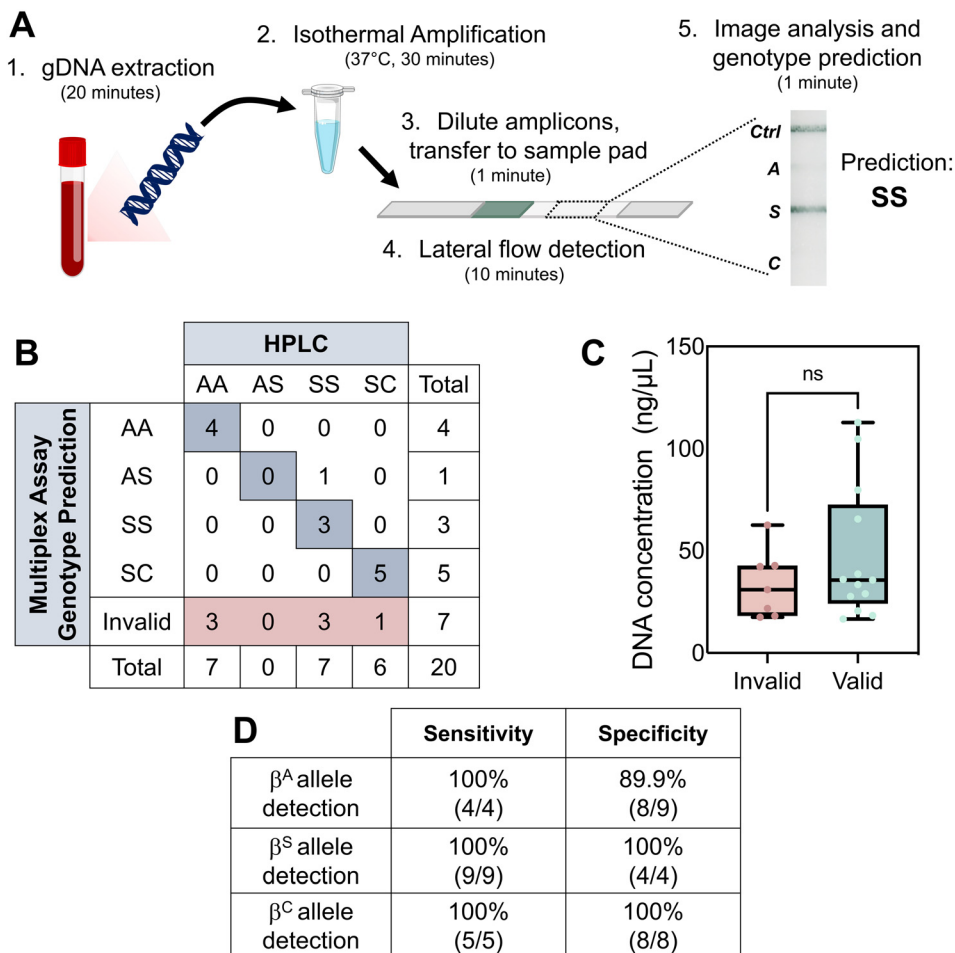 A
1. gDNA extraction
(20 minutes)
2. Isothermal Amplification
(37°C, 30 minutes)
3. Dilute amplicons,
transfer to sample pad
(1 minute)
4. Lateral flow detection
(10 minutes)
5. Image analysis and
genotype prediction
(1 minute)
Ctrl
A
S
C
Prediction:
SS
B
HPLC
AA AS SS SC Total
Multiplex Assay
Genotype Prediction
AA 4 0 0 0 4
AS 0 0 1 0 1
SS 0 0 3 0 3
SC 0 0 0 5 5
Invalid 3 0 3 1 7
Total 7 0 7 6 20
C
DNA concentration (ng/µL)
150
100
50
0
ns
Invalid Valid
D
Sensitivity Specificity
β^A allele 100% 89.9%
detection (4/4) (8/9)
β^S allele 100% 100%
detection (9/9) (4/4)
β^C allele 100% 100%
detection (5/5) (8/8)